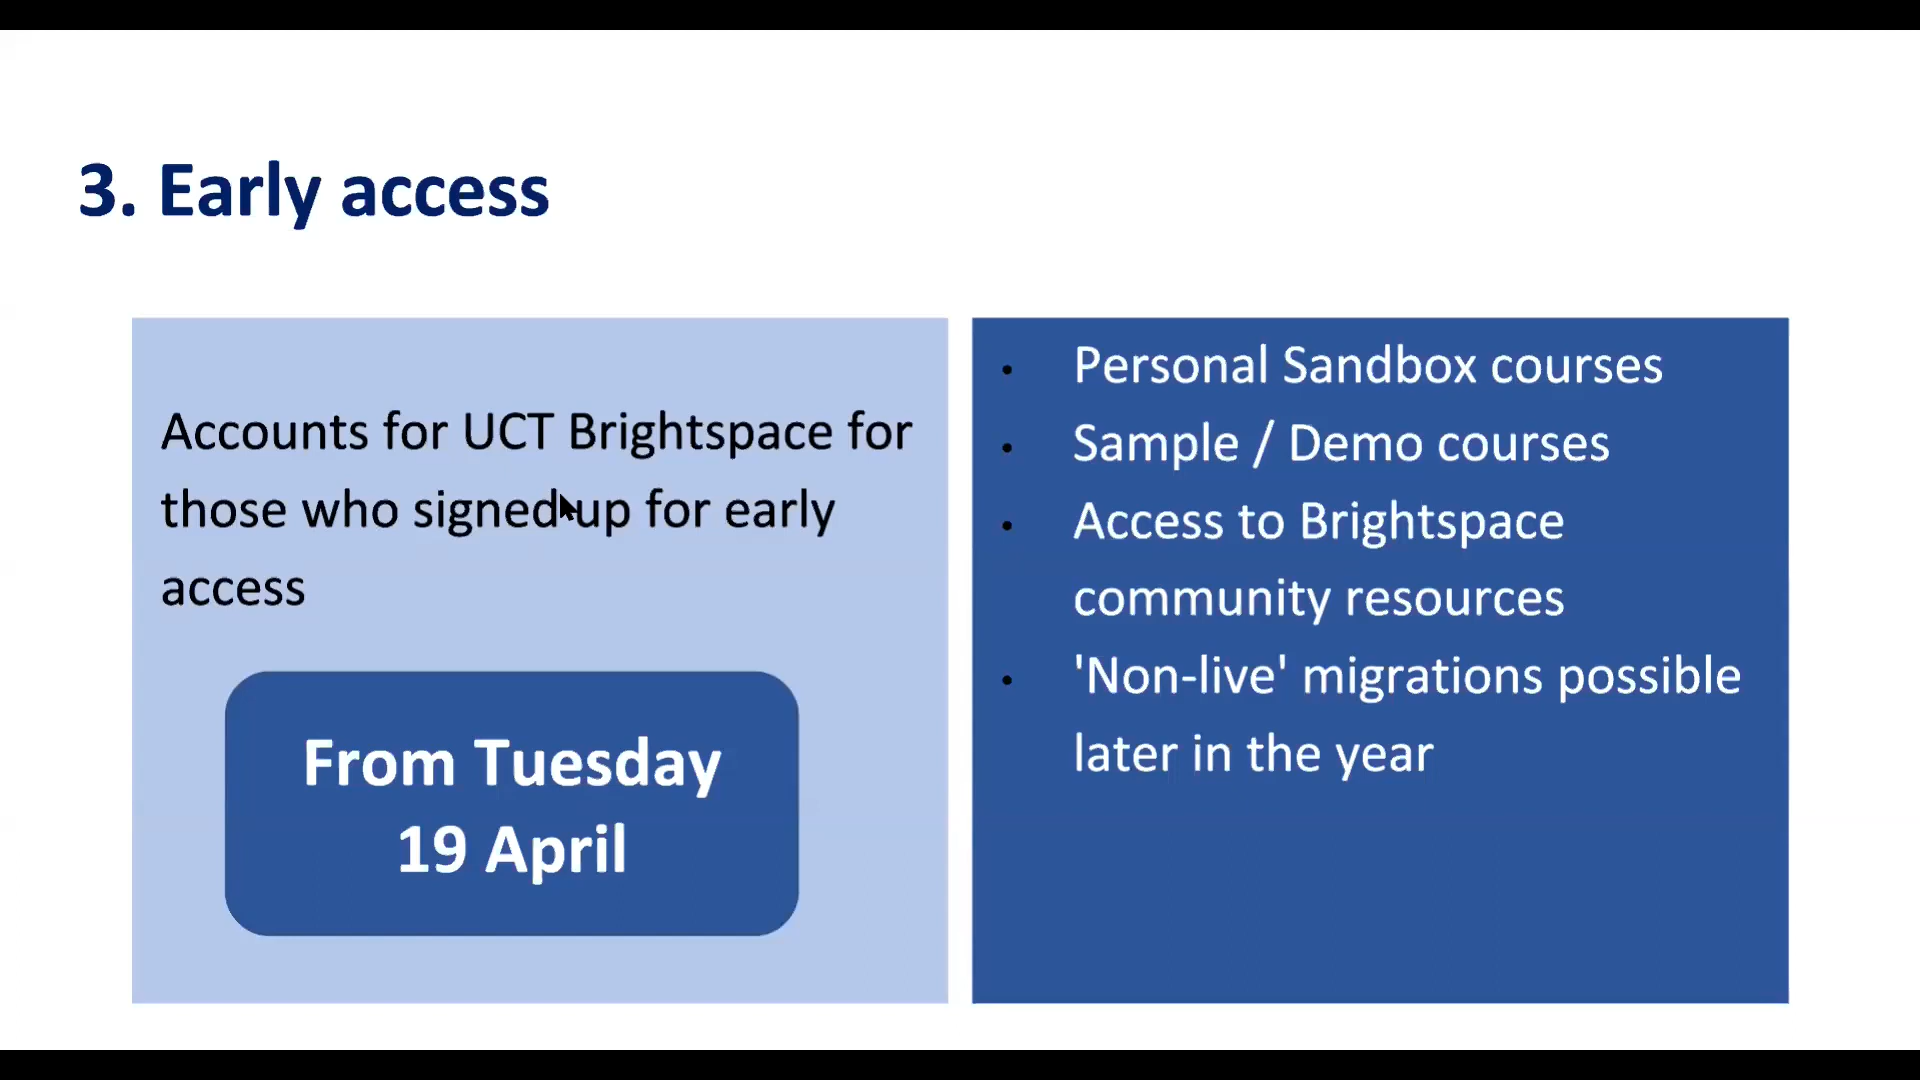 3. Early access
Accounts for UCT Brightspace for
those who signed up for early
access
From Tuesday
19 April
• Personal Sandbox courses
• Sample / Demo courses
• Access to Brightspace
community resources
• 'Non-live' migrations possible
later in the year